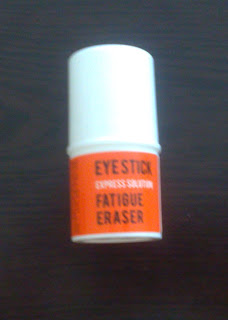 EYE STICK
EXPRESS SOLUTION
FATIGUE
ERASER